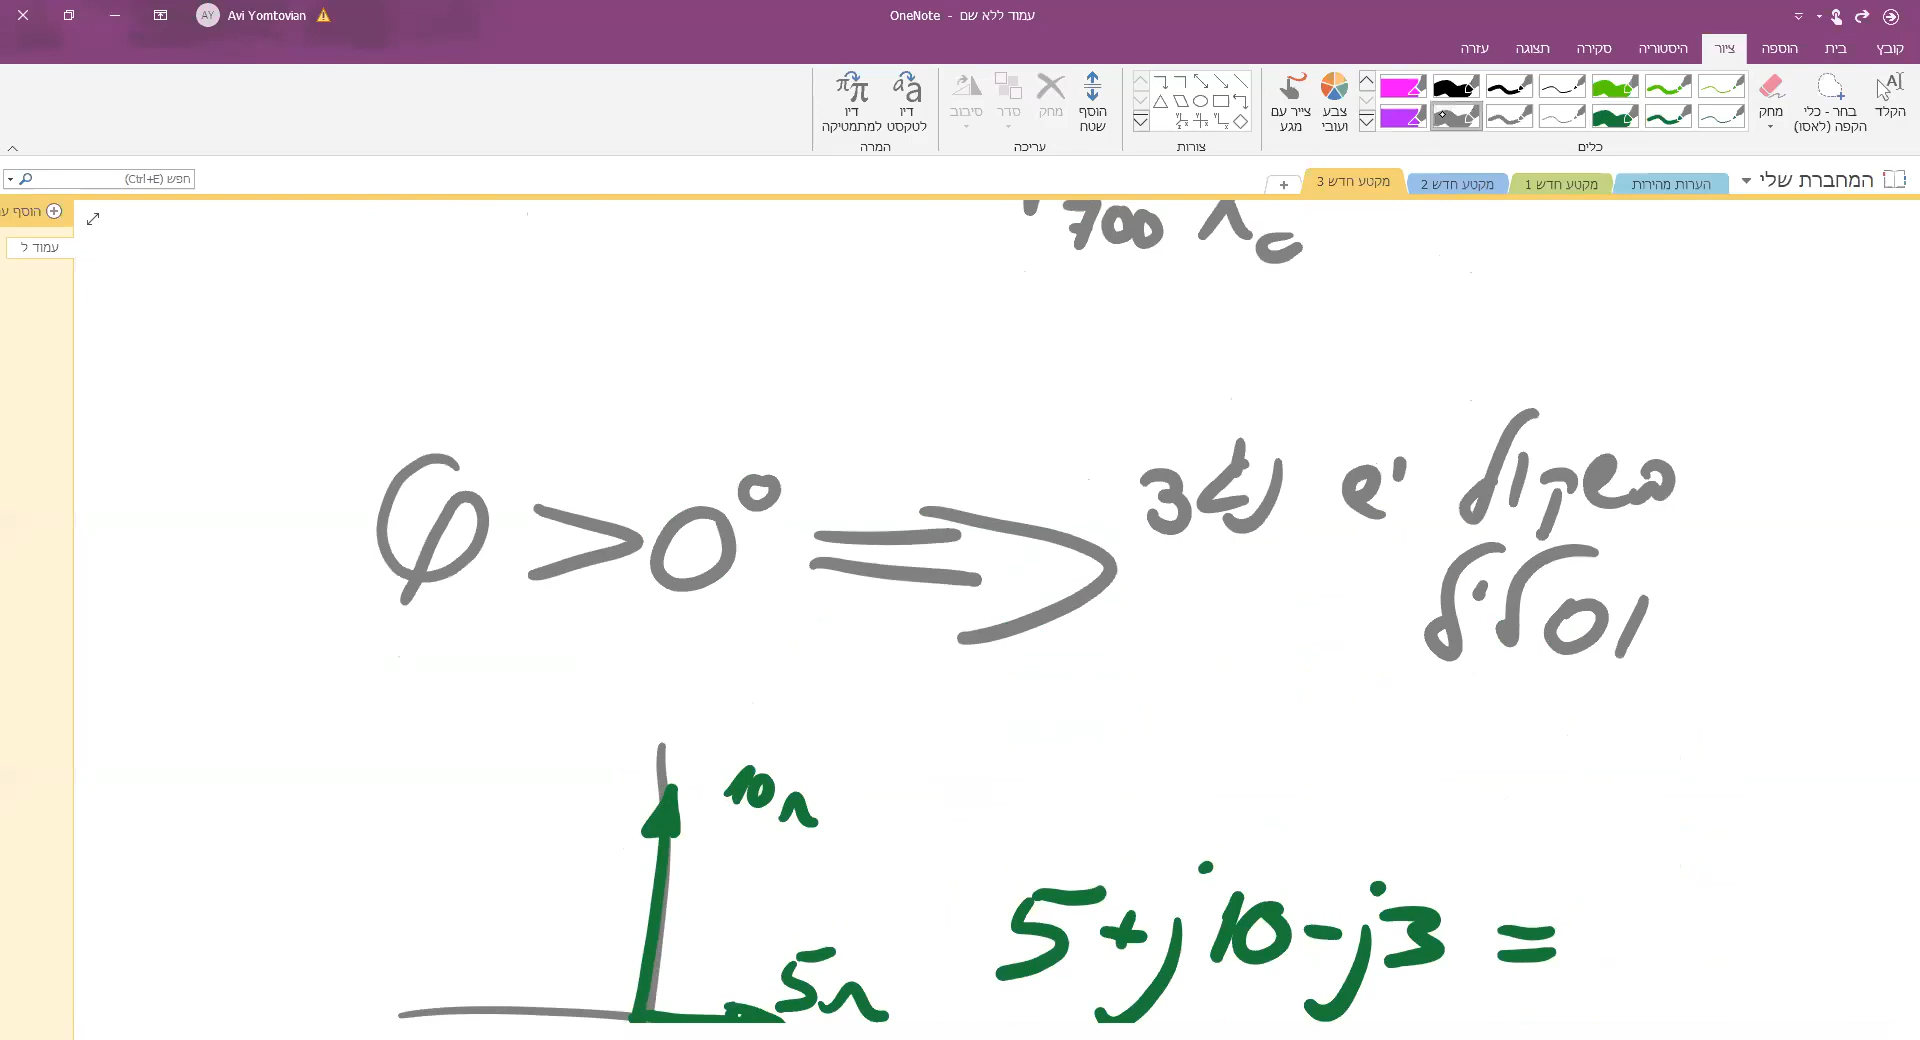 Avi Yomtovian
עמוד ללא שם - OneNote
קובץ
בית
הוספה
ציור
היסטוריה
סקירה
תצוגה
עזרה
הקלד
בחר - כלי הקפה (לאסו)
מחק
כלים
צבע ועובי
צייר עם מגע
צורות
הוסף שטח
מחק
סדר
סיבוב
עריכה
דיו לטקסט
דיו למתמטיקה
המרה
המחברת שלי
הערות מהירות
מקטע חדש 1
מקטע חדש 2
מקטע חדש 3
חפש (Ctrl+E)
הוסף
עמוד ל
700
φ > 0° ⇒ בשקול יש נגד
וסליל
10
5
5+j10-j3 =